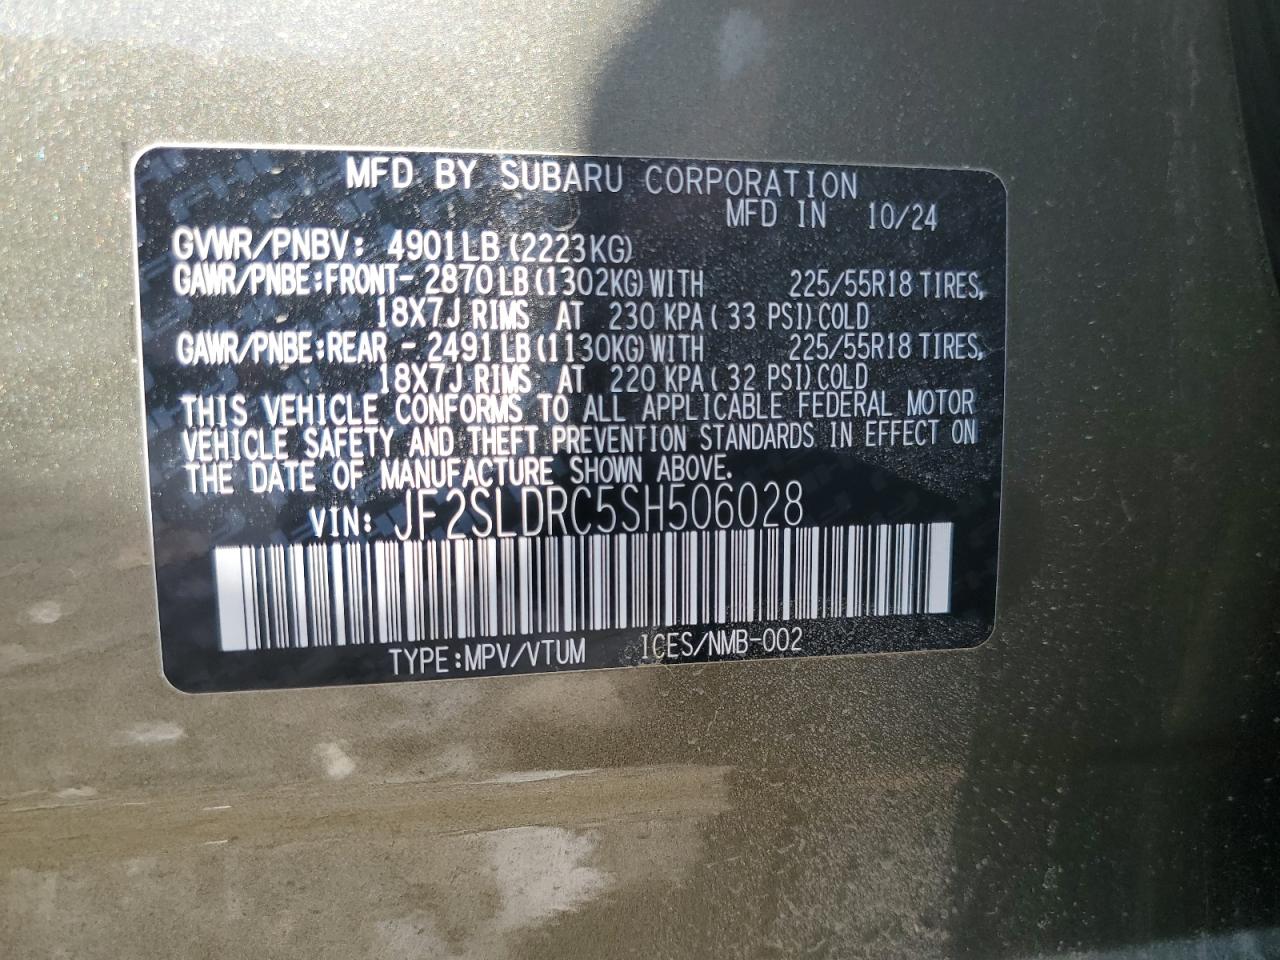 MFD BY SUBARU CORPORATION
MFD IN 10/24
GVWR/PNBV: 4901LB(2223KG)
GAWR/PNBE:FRONT- 2870LB(1302KG)WITH 225/55R18 TIRES,
18X7J RIMS AT 230 KPA( 33 PSI)COLD
GAWR/PNBE:REAR - 2491LB(1130KG)WITH 225/55R18 TIRES,
18X7J RIMS AT 220 KPA( 32 PSI)COLD
THIS VEHICLE CONFORMS TO ALL APPLICABLE FEDERAL MOTOR
VEHICLE SAFETY AND THEFT PREVENTION STANDARDS IN EFFECT ON
THE DATE OF MANUFACTURE SHOWN ABOVE.
VIN: JF2SLDRC5SH506028
TYPE:MPV/VTUM ICES/NMB-002